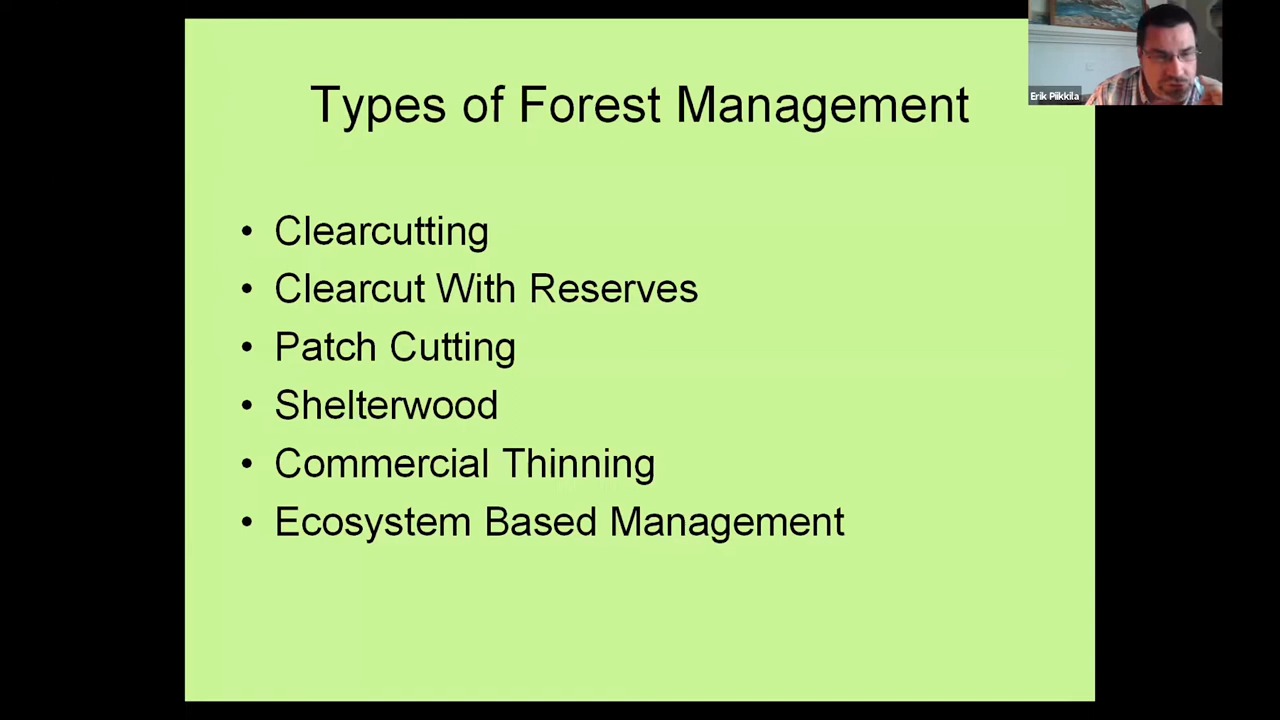 Types of Forest Management
• Clearcutting
• Clearcut With Reserves
• Patch Cutting
• Shelterwood
• Commercial Thinning
• Ecosystem Based Management
Erik Piikkila